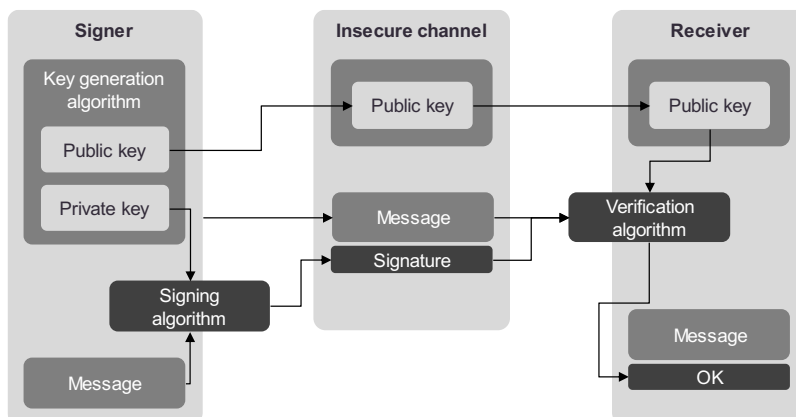 Signer
Key generation
algorithm
Public key
Private key
Signing
algorithm
Message
Insecure channel
Public key
Message
Signature
Receiver
Public key
Verification
algorithm
Message
OK